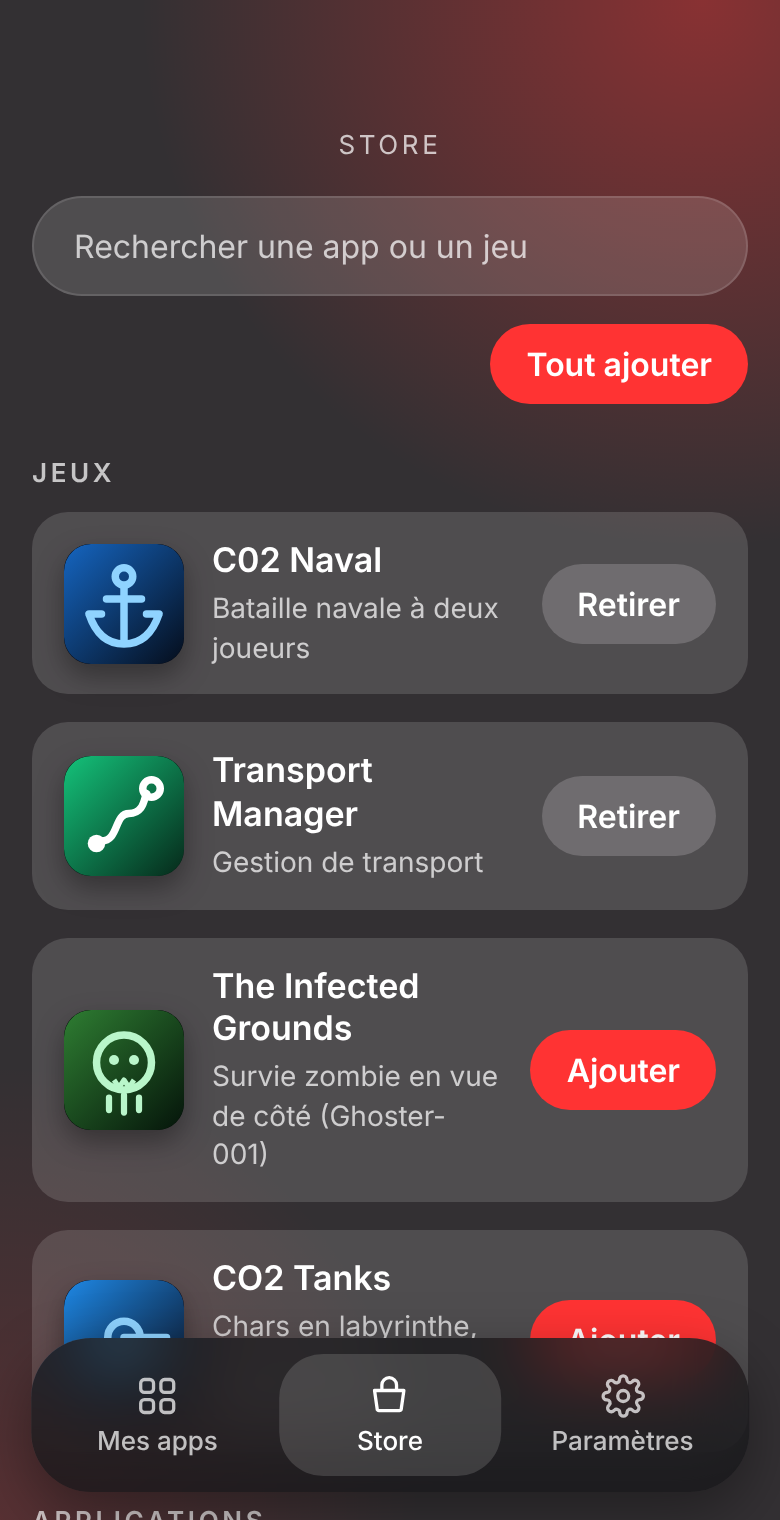 STORE
Rechercher une app ou un jeu
Tout ajouter
JEUX
C02 Naval
Bataille navale à deux
joueurs
Retirer
Transport
Manager
Gestion de transport
Retirer
The Infected
Grounds
Survie zombie en vue
de côté (Ghoster-
001)
Ajouter
CO2 Tanks
Chars en labyrinthe,
Ajouter
Mes apps
Store
Paramètres
APPLICATIONS